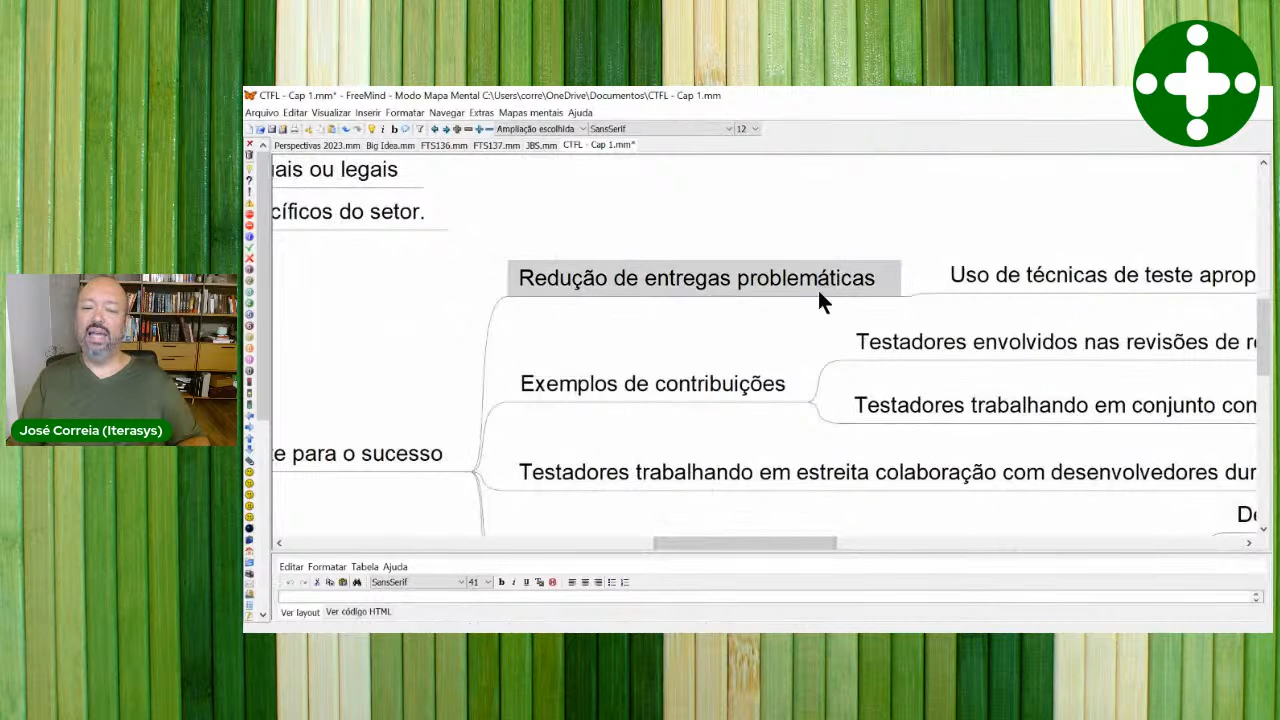 CTFL - Cap 1.mm* - FreeMind - Modo Mapa Mental C:\Users\corre\OneDrive\Documentos\CTFL - Cap 1.mm
Arquivo Editar Visualizar Inserir Formatar Navegar Extras Mapas mentais Ajuda
Ampliação escolhida SansSerif 12
Perspectivas 2023.mm Big Idea.mm FTS136.mm FTS137.mm JBS.mm CTFL - Cap 1.mm*
uais ou legais
cíficos do setor.
Redução de entregas problemáticas
Uso de técnicas de teste aprop
Testadores envolvidos nas revisões de re
Exemplos de contribuições
Testadores trabalhando em conjunto con
e para o sucesso
Testadores trabalhando em estreita colaboração com desenvolvedores dur
De
José Correia (Iterasys)
Editar Formatar Tabela Ajuda
SansSerif 41
Ver layout Ver código HTML